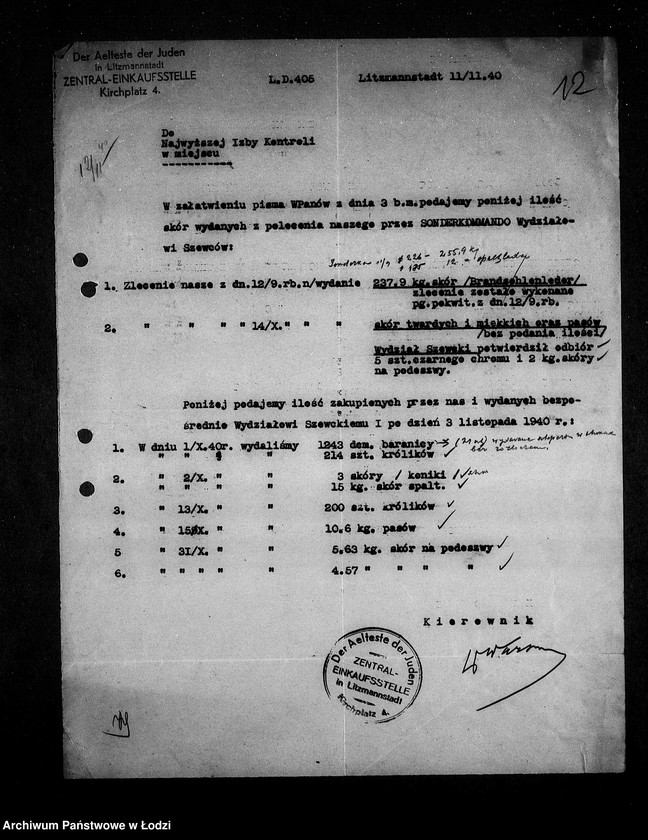 Der Aelteste der Juden
in Litzmannstadt
ZENTRAL-EINKAUFSSTELLE
Kirchplatz 4.
L.D.405 Litzmannstadt 11/11.40
12
12/11
Do
Najwyższej Izby Kontroli
w miejscu
W załatwieniu pisma WPanów z dnia 3 b.m.podajemy poniżej ilość
skór wydanych z polecenia naszego przez SONDERKOMMANDO Wydziało-
wi Szewców:
1. Zlecenie nasze z dn.12/9.rb.n/wydanie 237.9 kg.skór /Brandsohlenleder/
zlecenie zostało wykonane
pg.pokwit.z dn.12/9.rb.
2. " " " " 14/X." " " skór twardych i miękkich oraz pasów
/bez podania ilości/
Wydział Szewski potwierdził odbiór
5 szt.czarnego chromu i 2 kg.skóry
na podeszwy.
Poniżej podajemy ilość zakupionych przez nas i wydanych bezpo-
średnio Wydziałowi Szewckiemu I po dzień 3 listopada 1940 r.:
1. W dniu 1/X.40r. wydaliśmy 1243 dcm. baranicy
" " " " 214 szt. królików
2. " 2/X. " " 3 skóry / koniki /
" " " " 15 kg. skór spalt.
3. " 13/X. " " 200 szt. królików
4. " 15/X. " " 10.6 kg. pasów
5 " 31/X. " " 5.63 kg. skór na podeszwy
6. " " " " " 4.57 " " " "
Kierownik
Der Aelteste der Juden
ZENTRAL-
EINKAUFSSTELLE
in Litzmannstadt
Kirchplatz 4.
Archiwum Państwowe w Łodzi